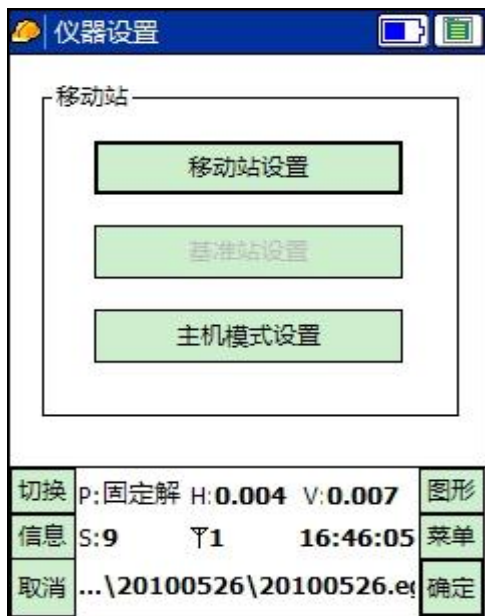 仪器设置
移动站
移动站设置
基准站设置
主机模式设置
切换 P:固定解 H:0.004 V:0.007 图形
信息 S:9 1 16:46:05 菜单
取消 ...\20100526\20100526.eg 确定